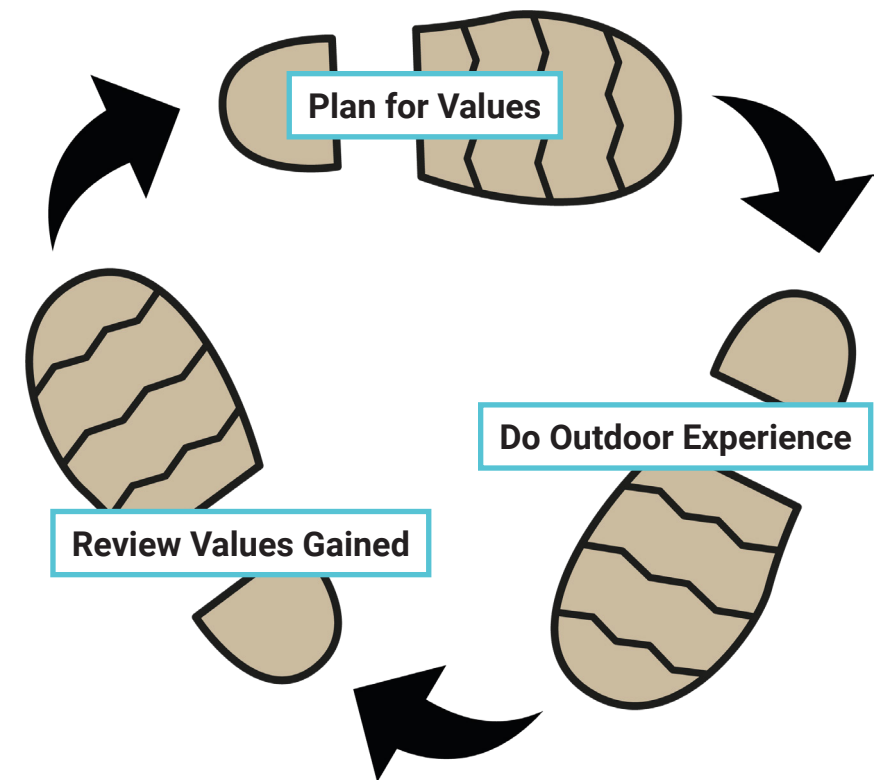 Plan for Values
Do Outdoor Experience
Review Values Gained